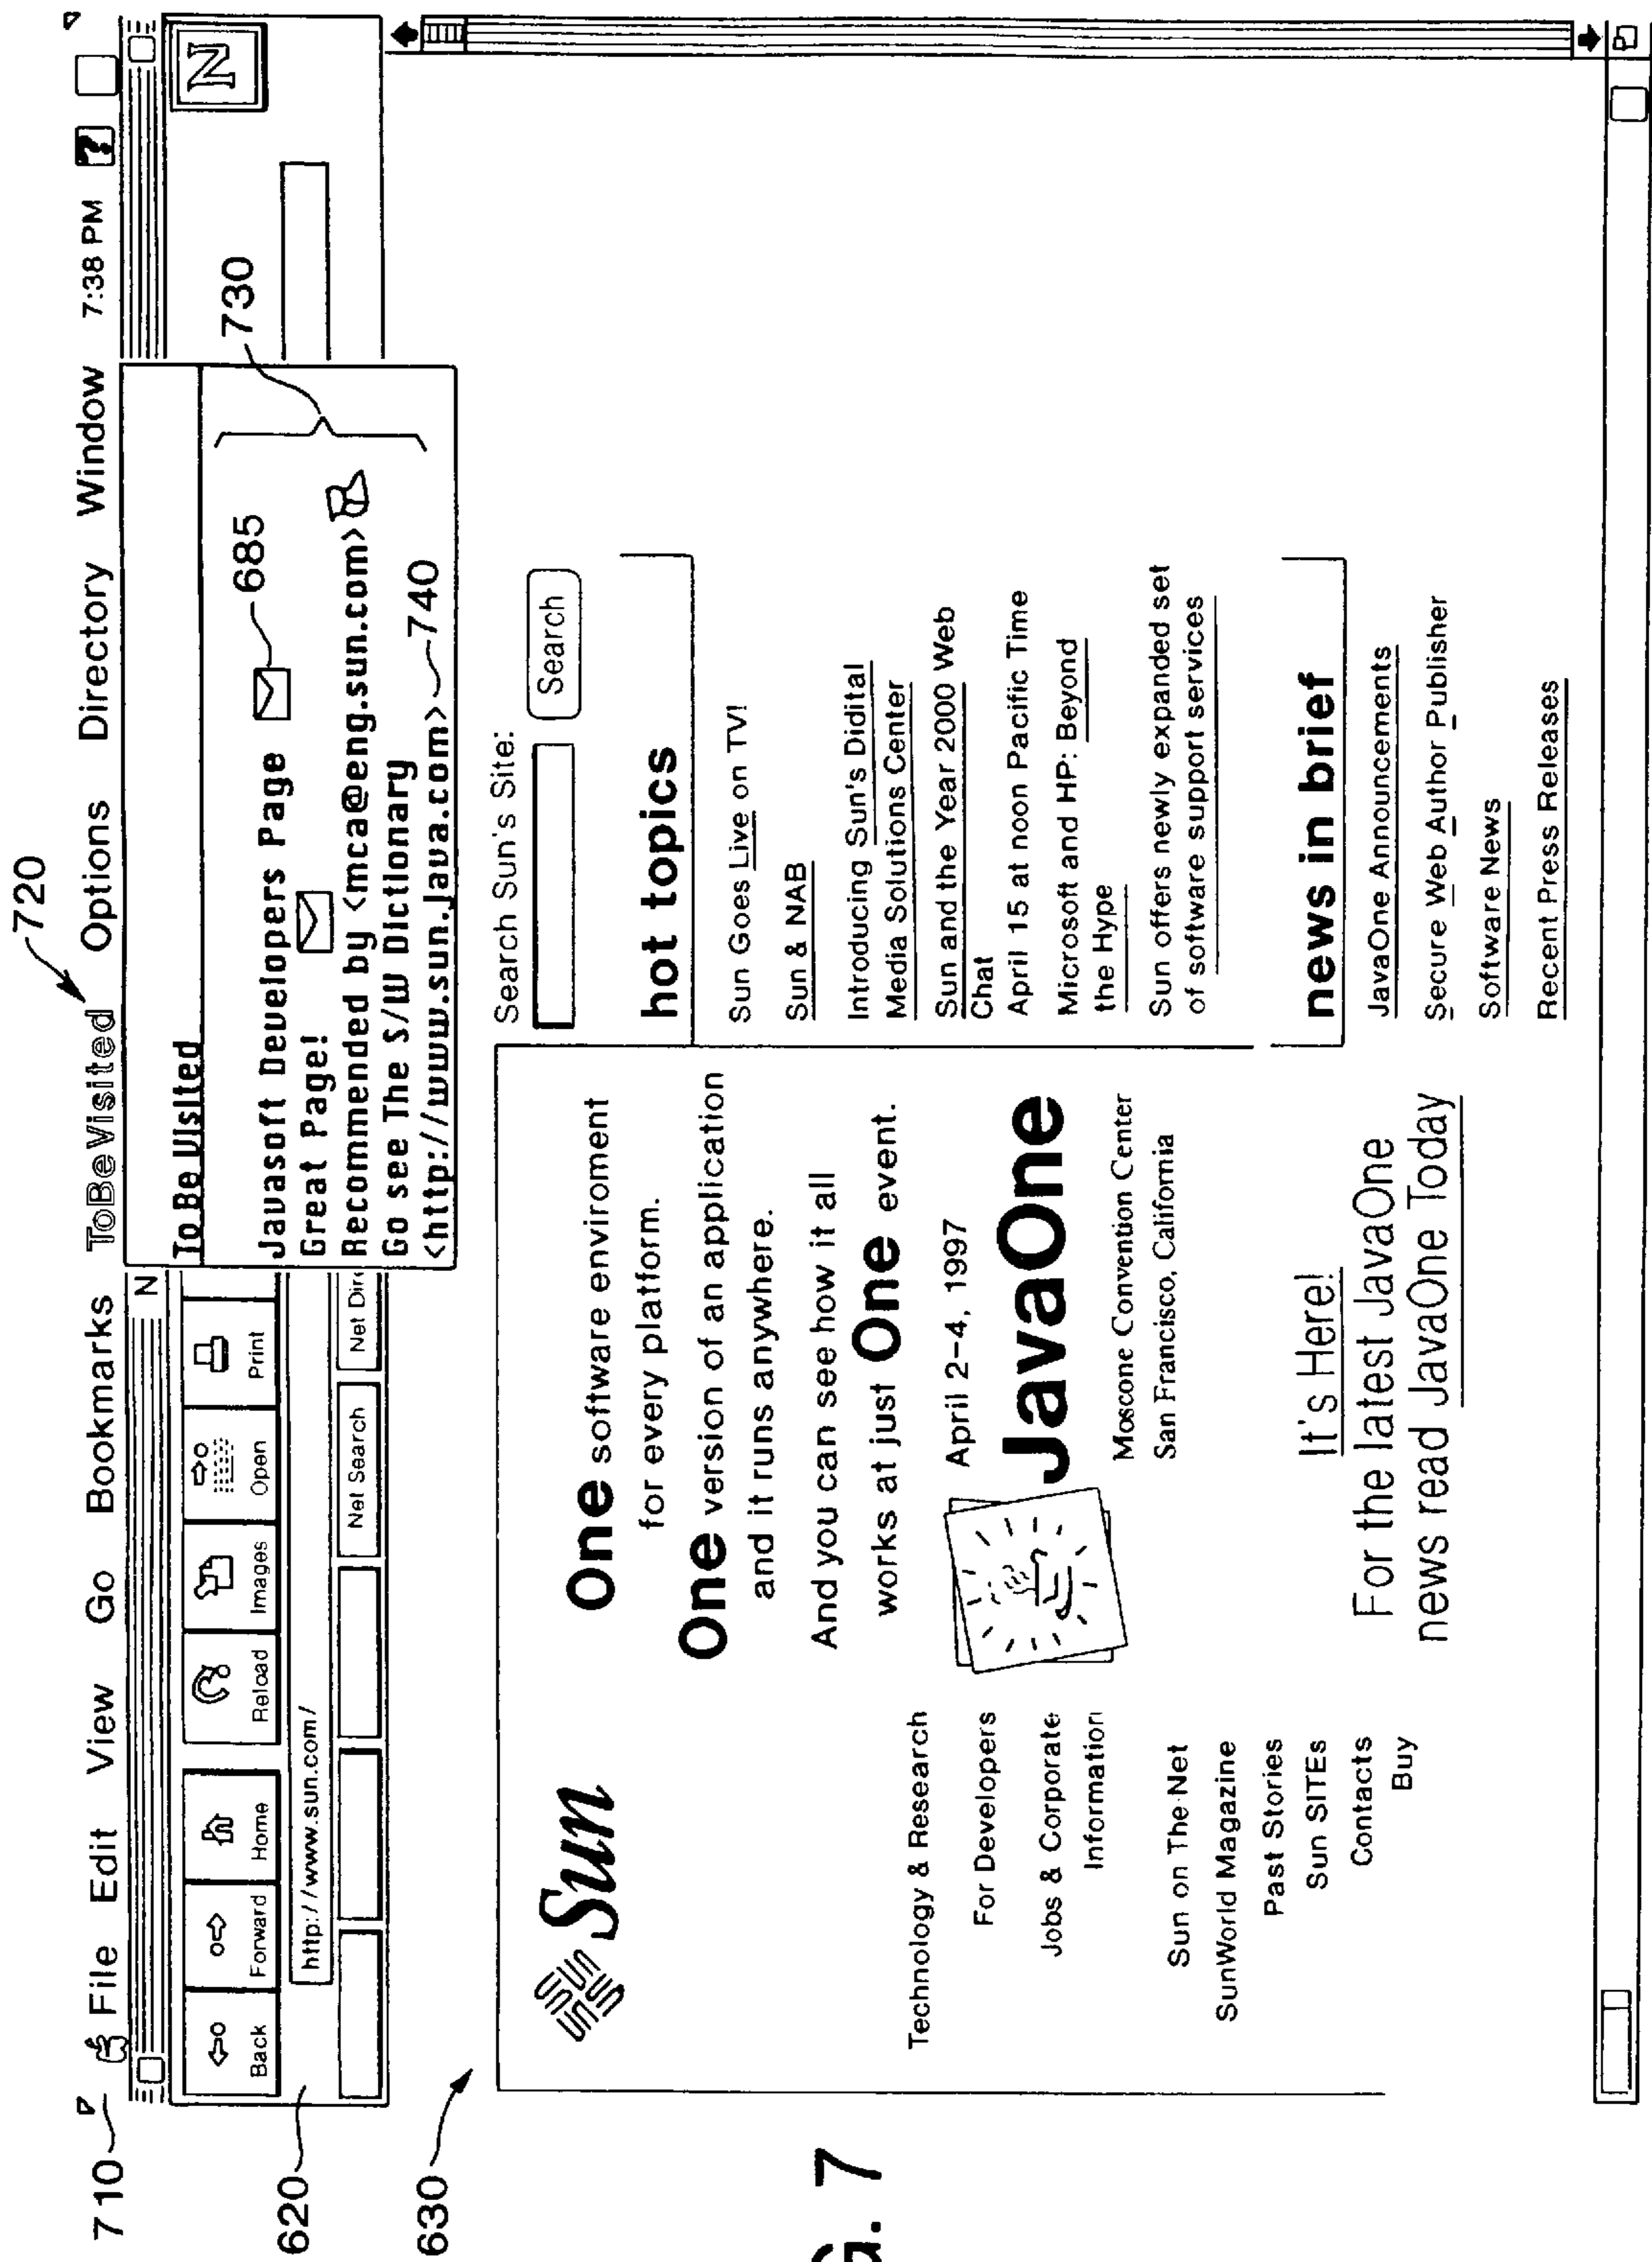 720
710
File Edit View Go Bookmarks ToBeVisited Options Directory Window 7:38 PM ?
N
N
Back Forward Home Reload Images Open Print
620
http://www.sun.com/
Net Search Net Dir
To Be Visited
Javasoft Developers Page
685
730
Great Page!
Recommended by <mca@eng.sun.com>
Go see The S/W Dictionary
<http://www.sun.java.com>
740
630
Sun
Technology & Research
For Developers
Jobs & Corporate
Information
Sun on The Net
SunWorld Magazine
Past Stories
Sun SITEs
Contacts
Buy
One software enviroment
for every platform.
One version of an application
and it runs anywhere.
And you can see how it all
works at just One event.
April 2-4, 1997
JavaOne
Moscone Convention Center
San Francisco, California
It's Here!
For the latest JavaOne
news read JavaOne Today
Search Sun's Site:
Search
hot topics
Sun Goes Live on TV!
Sun & NAB
Introducing Sun's Didital
Media Solutions Center
Sun and the Year 2000 Web
Chat
April 15 at noon Pacific Time
Microsoft and HP: Beyond
the Hype
Sun offers newly expanded set
of software support services
news in brief
JavaOne Announcements
Secure Web Author Publisher
Software News
Recent Press Releases
G. 7